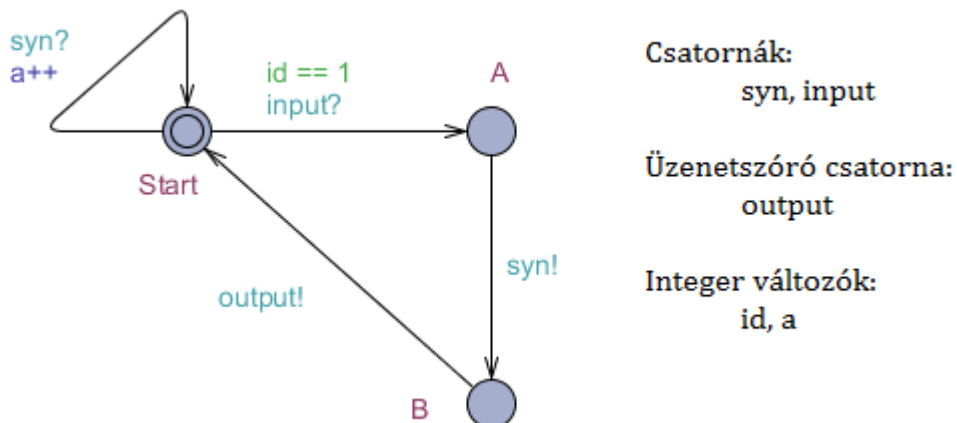 syn?
a++
id == 1
input?
A
Start
syn!
output!
B
Csatornák:
syn, input
Üzenetszóró csatorna:
output
Integer változók:
id, a